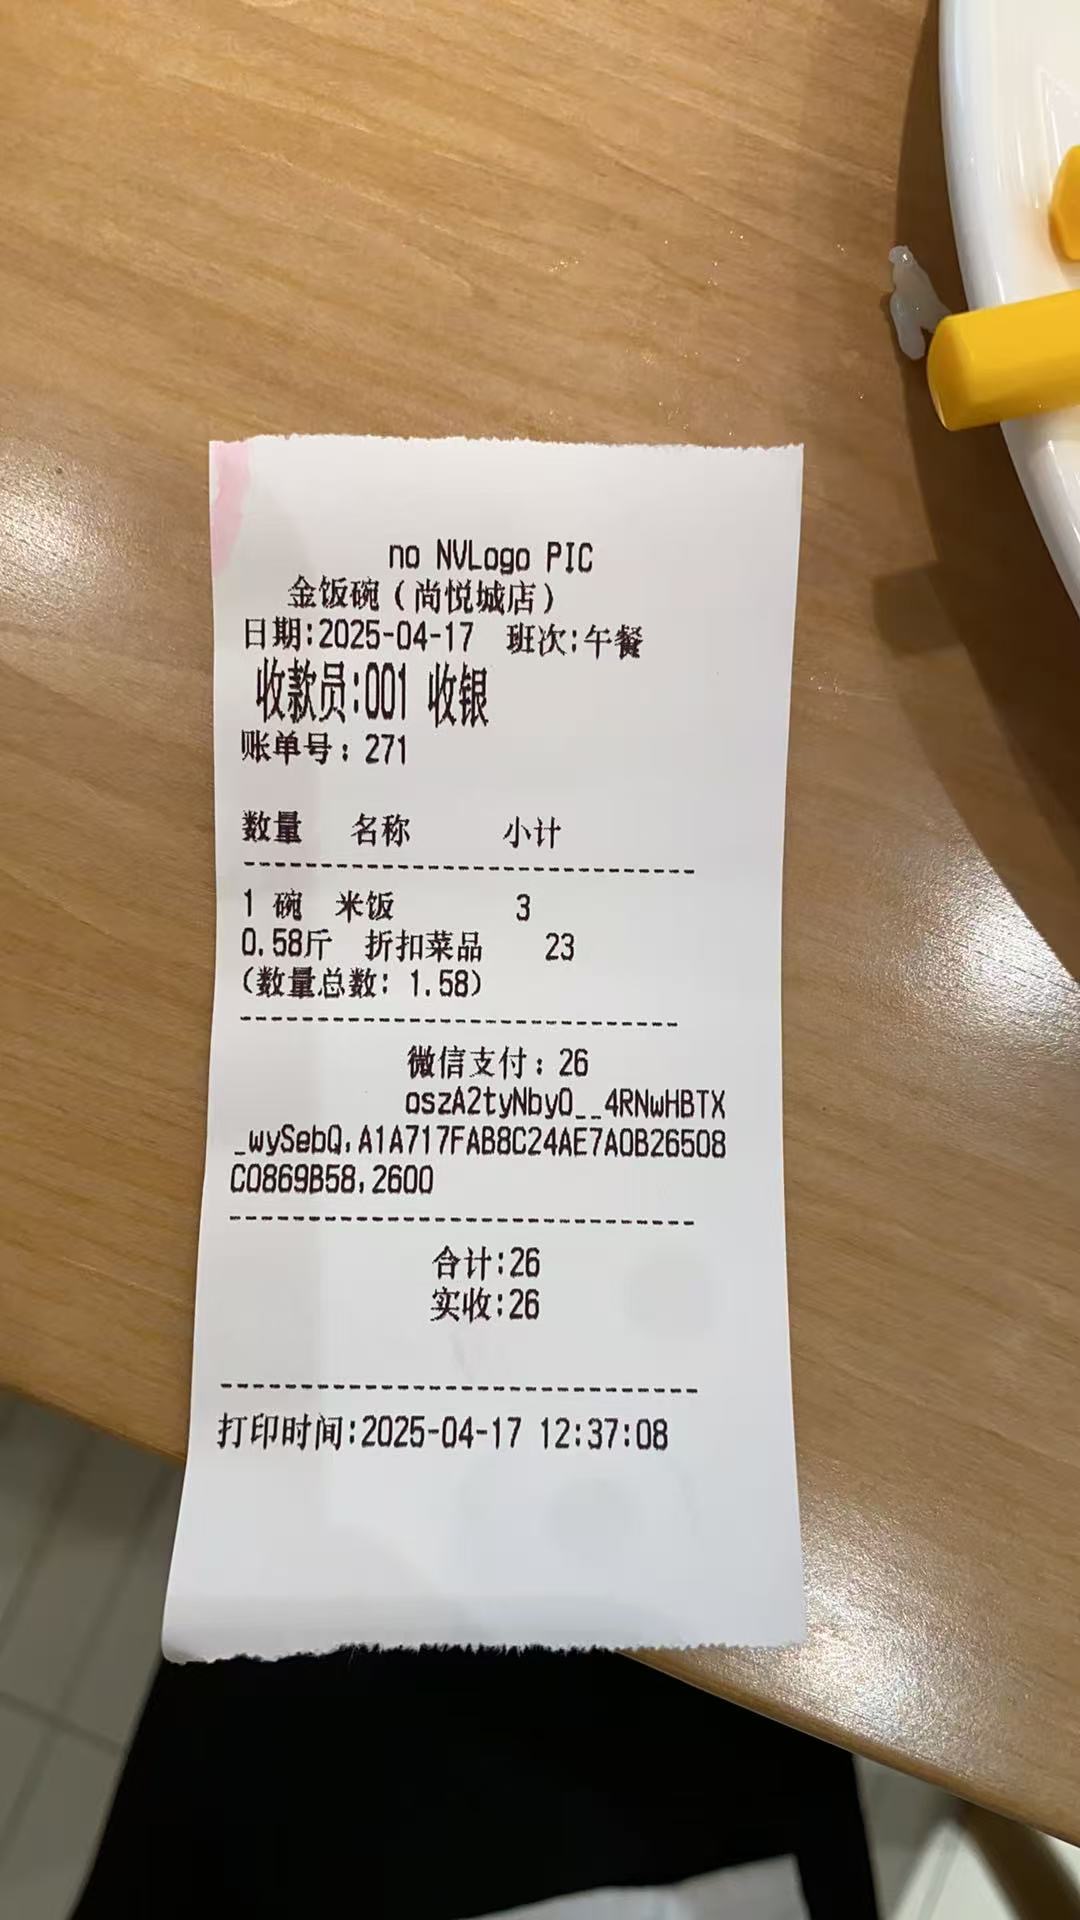 no NVLogo PIC
金饭碗（尚悦城店）
日期:2025-04-17 班次:午餐
收款员:001 收银
账单号：271
数量 名称 小计
------------------------------
1 碗 米饭 3
0.58斤 折扣菜品 23
(数量总数: 1.58)
-----------------------------
微信支付：26
oszA2tyNbyO__4RNwHBTX
_wySebQ,A1A717FAB8C24AE7A0B26508
C0869B58,2600
------------------------------
合计:26
实收:26
-------------------------------
打印时间:2025-04-17 12:37:08